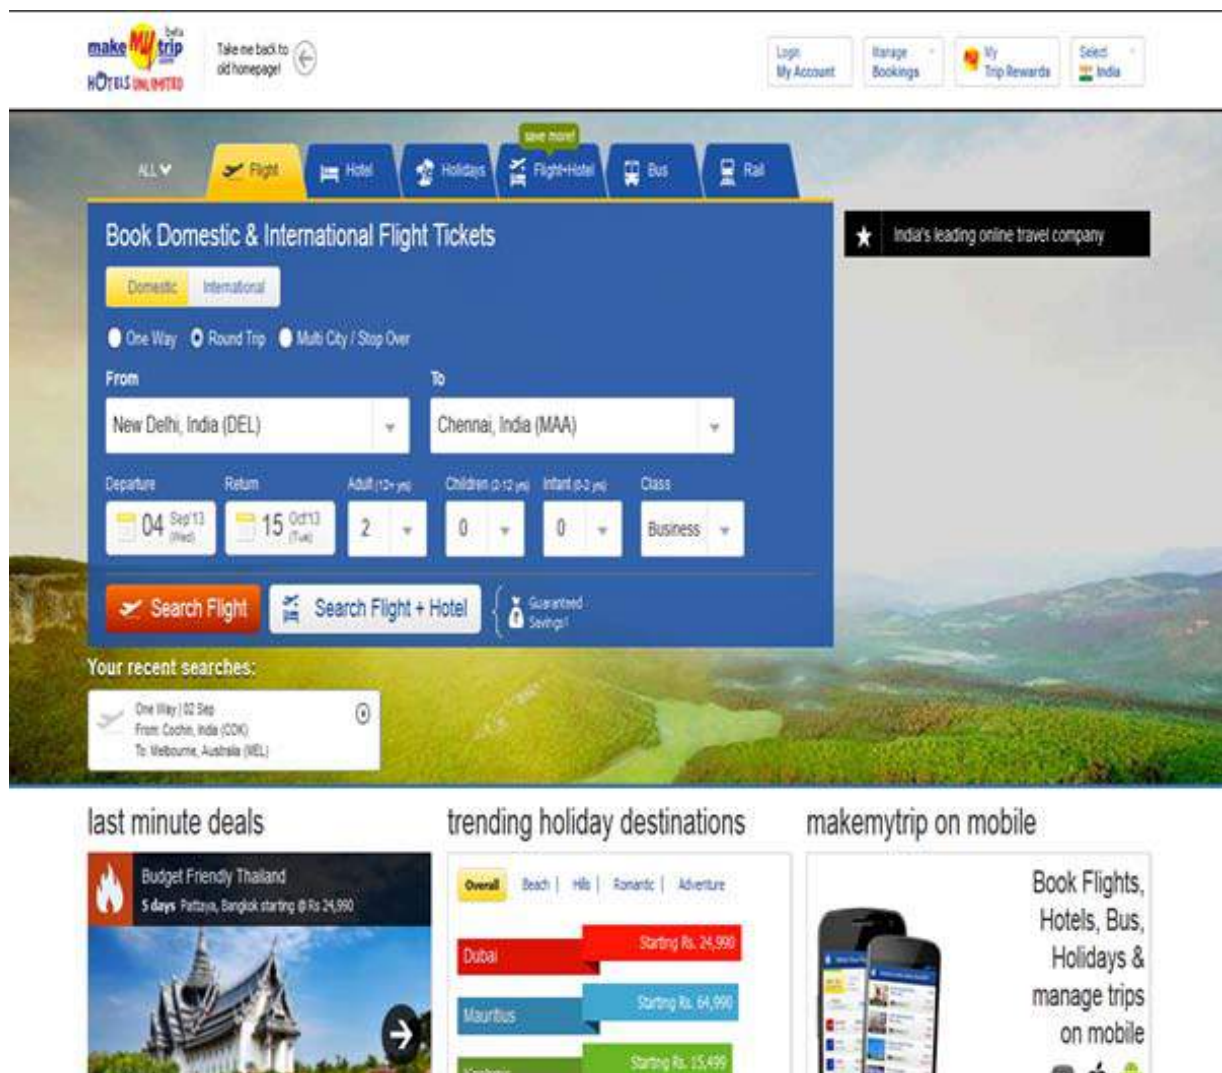 beta
make My trip
.com
HOTELS UNLIMITED
Take me back to
old homepage!
Login
My Account
Manage
Bookings
My
Trip Rewards
Select
India
save more!
ALL
Flight
Hotel
Holidays
Flight+Hotel
Bus
Rail
Book Domestic & International Flight Tickets
India's leading online travel company
Domestic
International
One Way
Round Trip
Multi City / Stop Over
From
To
New Delhi, India (DEL)
Chennai, India (MAA)
Departure
Return
Adult (12+ yrs)
Children (2-12 yrs)
Infant (0-2 yrs)
Class
04 Sep'13
(Wed)
15 Oct'13
(Tue)
2
0
0
Business
Search Flight
Search Flight + Hotel
Guaranteed
Savings!
Your recent searches:
One Way | 02 Sep
From: Cochin, India (COK)
To: Melbourne, Australia (MEL)
last minute deals
trending holiday destinations
makemytrip on mobile
Budget Friendly Thailand
5 days Pattaya, Bangkok starting @ Rs 24,990
Overall
Beach | Hills | Romantic | Adventure
Dubai
Starting Rs. 24,990
Mauritius
Starting Rs. 64,990
Starting Rs. 15,499
Book Flights,
Hotels, Bus,
Holidays &
manage trips
on mobile